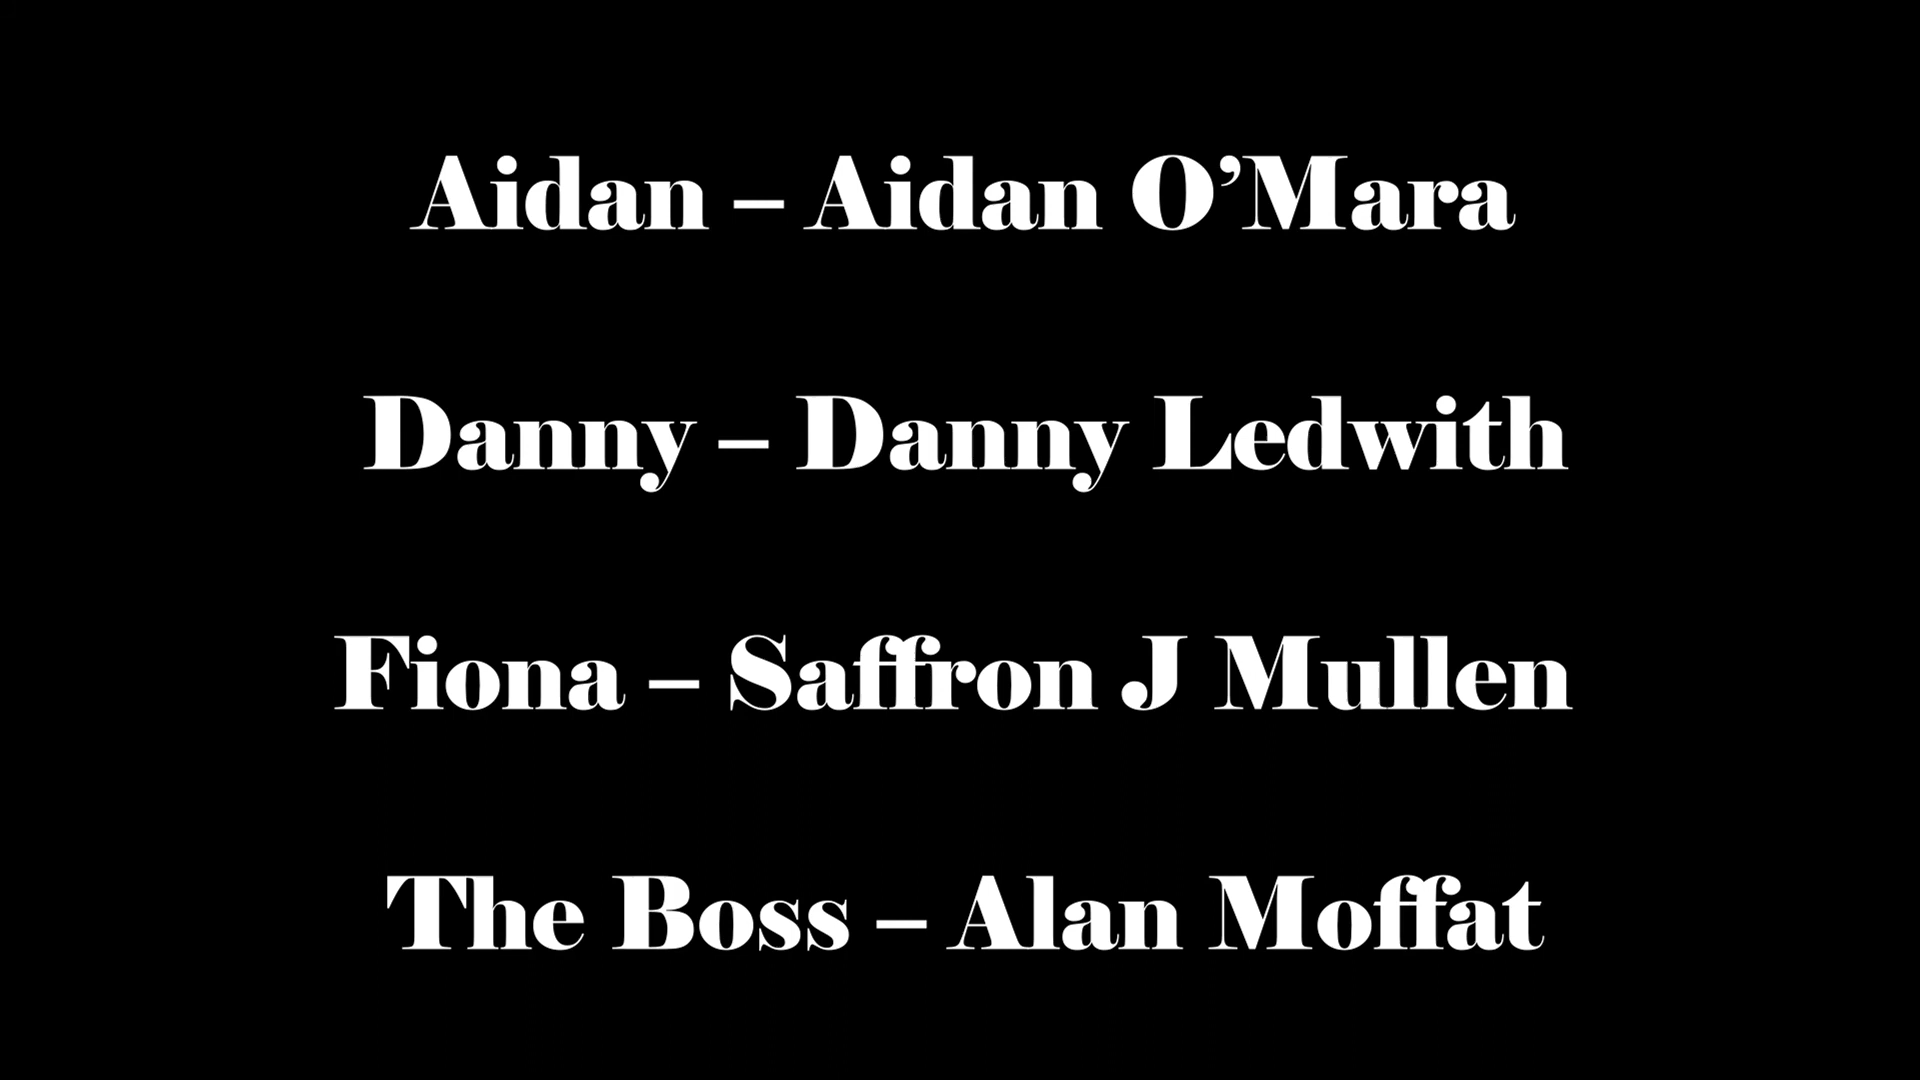 Aidan – Aidan O’Mara
Danny – Danny Ledwith
Fiona – Saffron J Mullen
The Boss – Alan Moffat